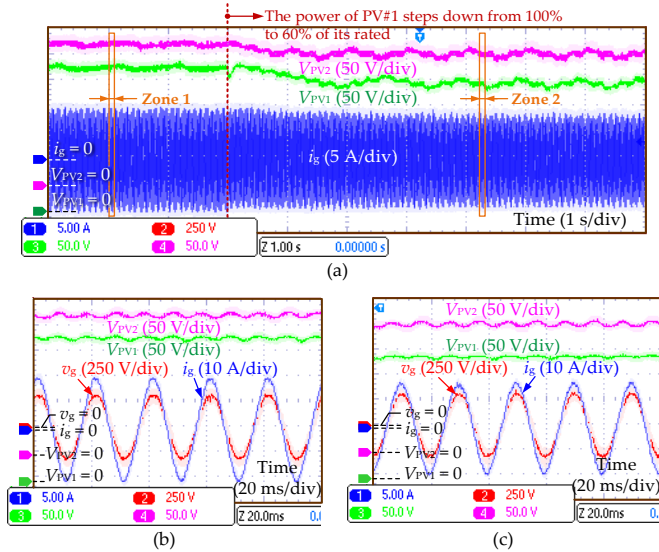 The power of PV#1 steps down from 100%
to 60% of its rated
VPV2 (50 V/div)
VPV1 (50 V/div)
Zone 1
Zone 2
ig = 0
ig (5 A/div)
VPV2 = 0
VPV1 = 0
Time (1 s/div)
1 5.00 A 2 250 V
3 50.0 V 4 50.0 V
Z 1.00 s 0.00000 s
(a)
VPV2 (50 V/div)
VPV1 (50 V/div)
vg (250 V/div) ig (10 A/div)
vg = 0
ig = 0
VPV2 = 0
VPV1 = 0
Time
(20 ms/div)
1 5.00 A 2 250 V
3 50.0 V 4 50.0 V
Z 20.0ms 0.0
(b)
VPV2 (50 V/div)
VPV1 (50 V/div)
vg (250 V/div) ig (10 A/div)
vg = 0
ig = 0
VPV2 = 0
VPV1 = 0
Time
(20 ms/div)
1 5.00 A 2 250 V
3 50.0 V 4 50.0 V
Z 20.0ms
(c)